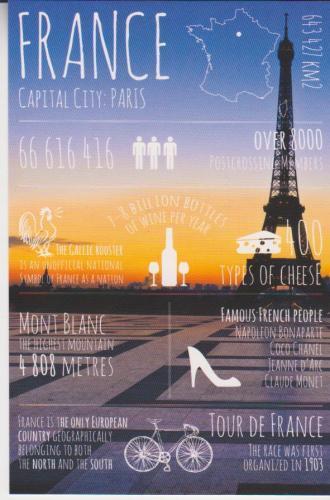 FRANCE
CAPITAL CITY: PARIS
643 427 KM2
66 616 416
OVER 8000
POSTCROSSING MEMBERS
7-8 BILLION BOTTLES
OF WINE PER YEAR
THE GALLIC ROOSTER
IS AN UNOFFICIAL NATIONAL
SYMBOL OF FRANCE AS A NATION
400
TYPES OF CHEESE
MONT BLANC
THE HIGHEST MOUNTAIN
4 808 METRES
FAMOUS FRENCH PEOPLE
NAPOLEON BONAPARTE
COCO CHANEL
JEANNE D'ARC
CLAUDE MONET
FRANCE IS THE ONLY EUROPEAN
COUNTRY GEOGRAPHICALLY
BELONGING TO BOTH
THE NORTH AND THE SOUTH
TOUR DE FRANCE
THE RACE WAS FIRST
ORGANIZED IN 1903